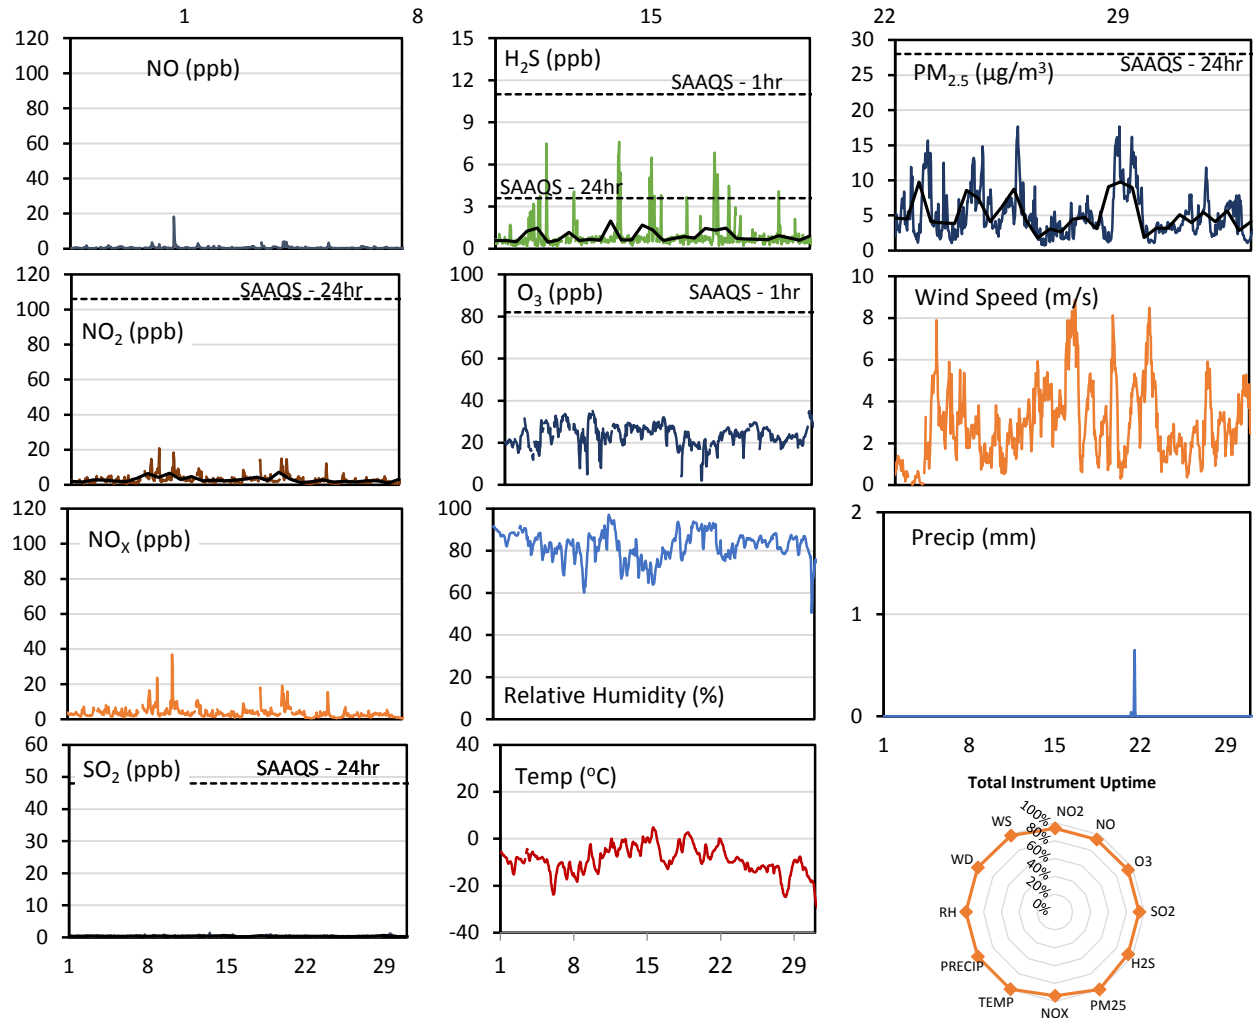 1 8 15 22 29
120
100
80
60
40
20
0
NO (ppb)
15
12
9
6
3
0
H₂S (ppb)
SAAQS - 1hr
SAAQS - 24hr
30
25
20
15
10
5
0
PM₂.₅ (µg/m³)
SAAQS - 24hr
120
100
80
60
40
20
0
SAAQS - 24hr
NO₂ (ppb)
100
80
60
40
20
0
O₃ (ppb)
SAAQS - 1hr
10
8
6
4
2
0
Wind Speed (m/s)
120
100
80
60
40
20
0
NOₓ (ppb)
100
80
60
40
20
0
Relative Humidity (%)
2
1
0
Precip (mm)
1 8 15 22 29
60
50
40
30
20
10
0
SO₂ (ppb)
SAAQS - 24hr
1 8 15 22 29
40
20
0
-20
-40
Temp (ºC)
1 8 15 22 29
Total Instrument Uptime
100%
80%
60%
40%
20%
0%
NO2
NO
O3
SO2
H2S
PM25
NOX
TEMP
PRECIP
RH
WD
WS